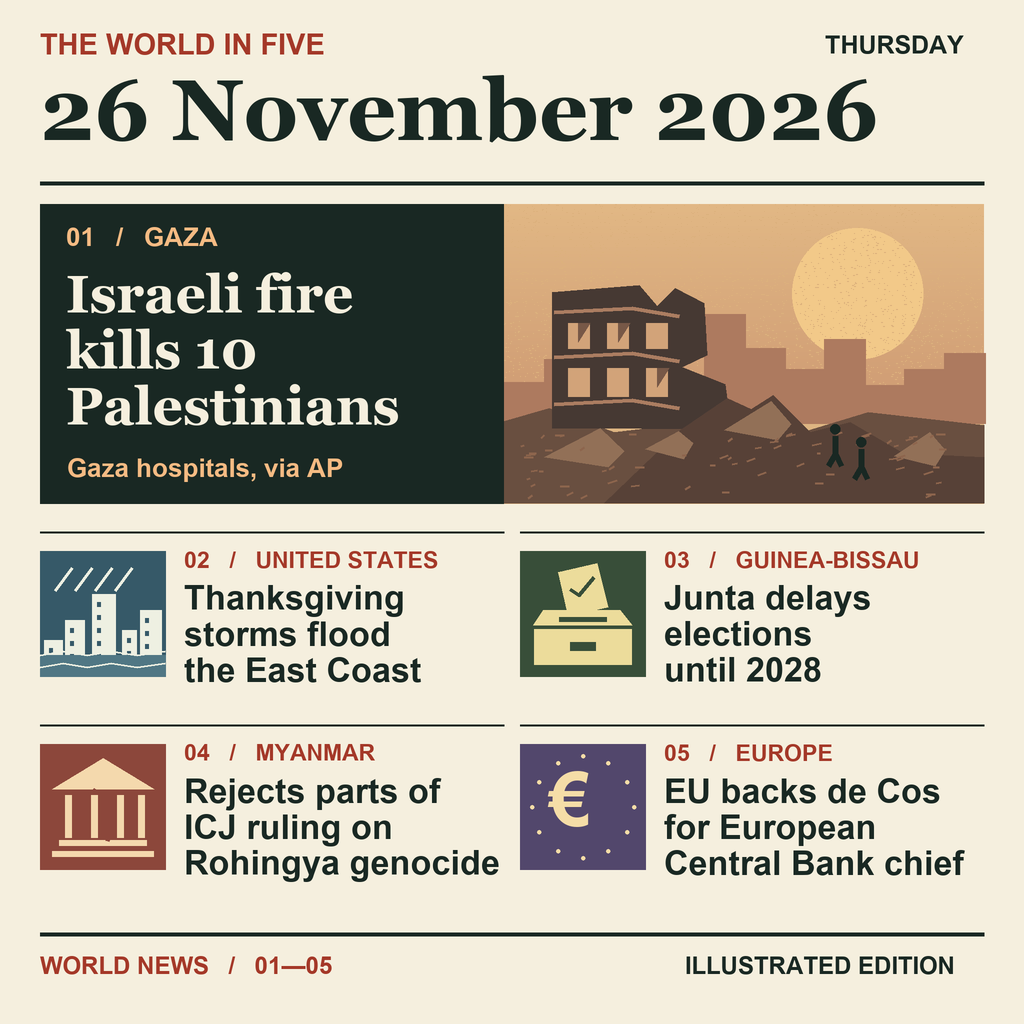 THE WORLD IN FIVE
THURSDAY
26 November 2026
01 / GAZA
Israeli fire
kills 10
Palestinians
Gaza hospitals, via AP
02 / UNITED STATES
Thanksgiving
storms flood
the East Coast
03 / GUINEA-BISSAU
Junta delays
elections
until 2028
04 / MYANMAR
Rejects parts of
ICJ ruling on
Rohingya genocide
€
05 / EUROPE
EU backs de Cos
for European
Central Bank chief
WORLD NEWS / 01—05
ILLUSTRATED EDITION